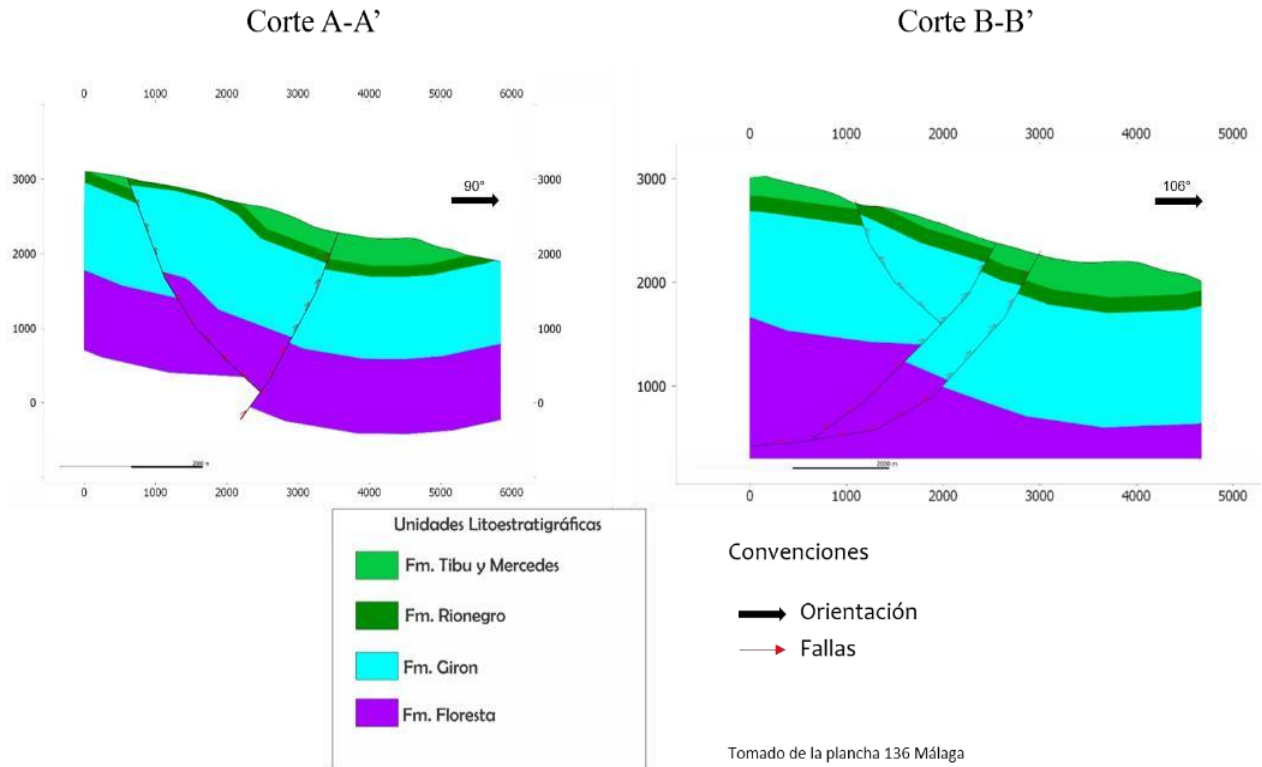 Corte A-A’
Corte B-B’
0 1000 2000 3000 4000 5000 6000
0 1000 2000 3000 4000 5000
3000
2000
1000
0
90°
3000
2000
1000
0
3000
2000
1000
106°
2000 m
2000 m
0 1000 2000 3000 4000 5000 6000
0 1000 2000 3000 4000 5000
Unidades Litoestratigráficas
Fm. Tibu y Mercedes
Fm. Rionegro
Fm. Giron
Fm. Floresta
Convenciones
Orientación
Fallas
Tomado de la plancha 136 Málaga